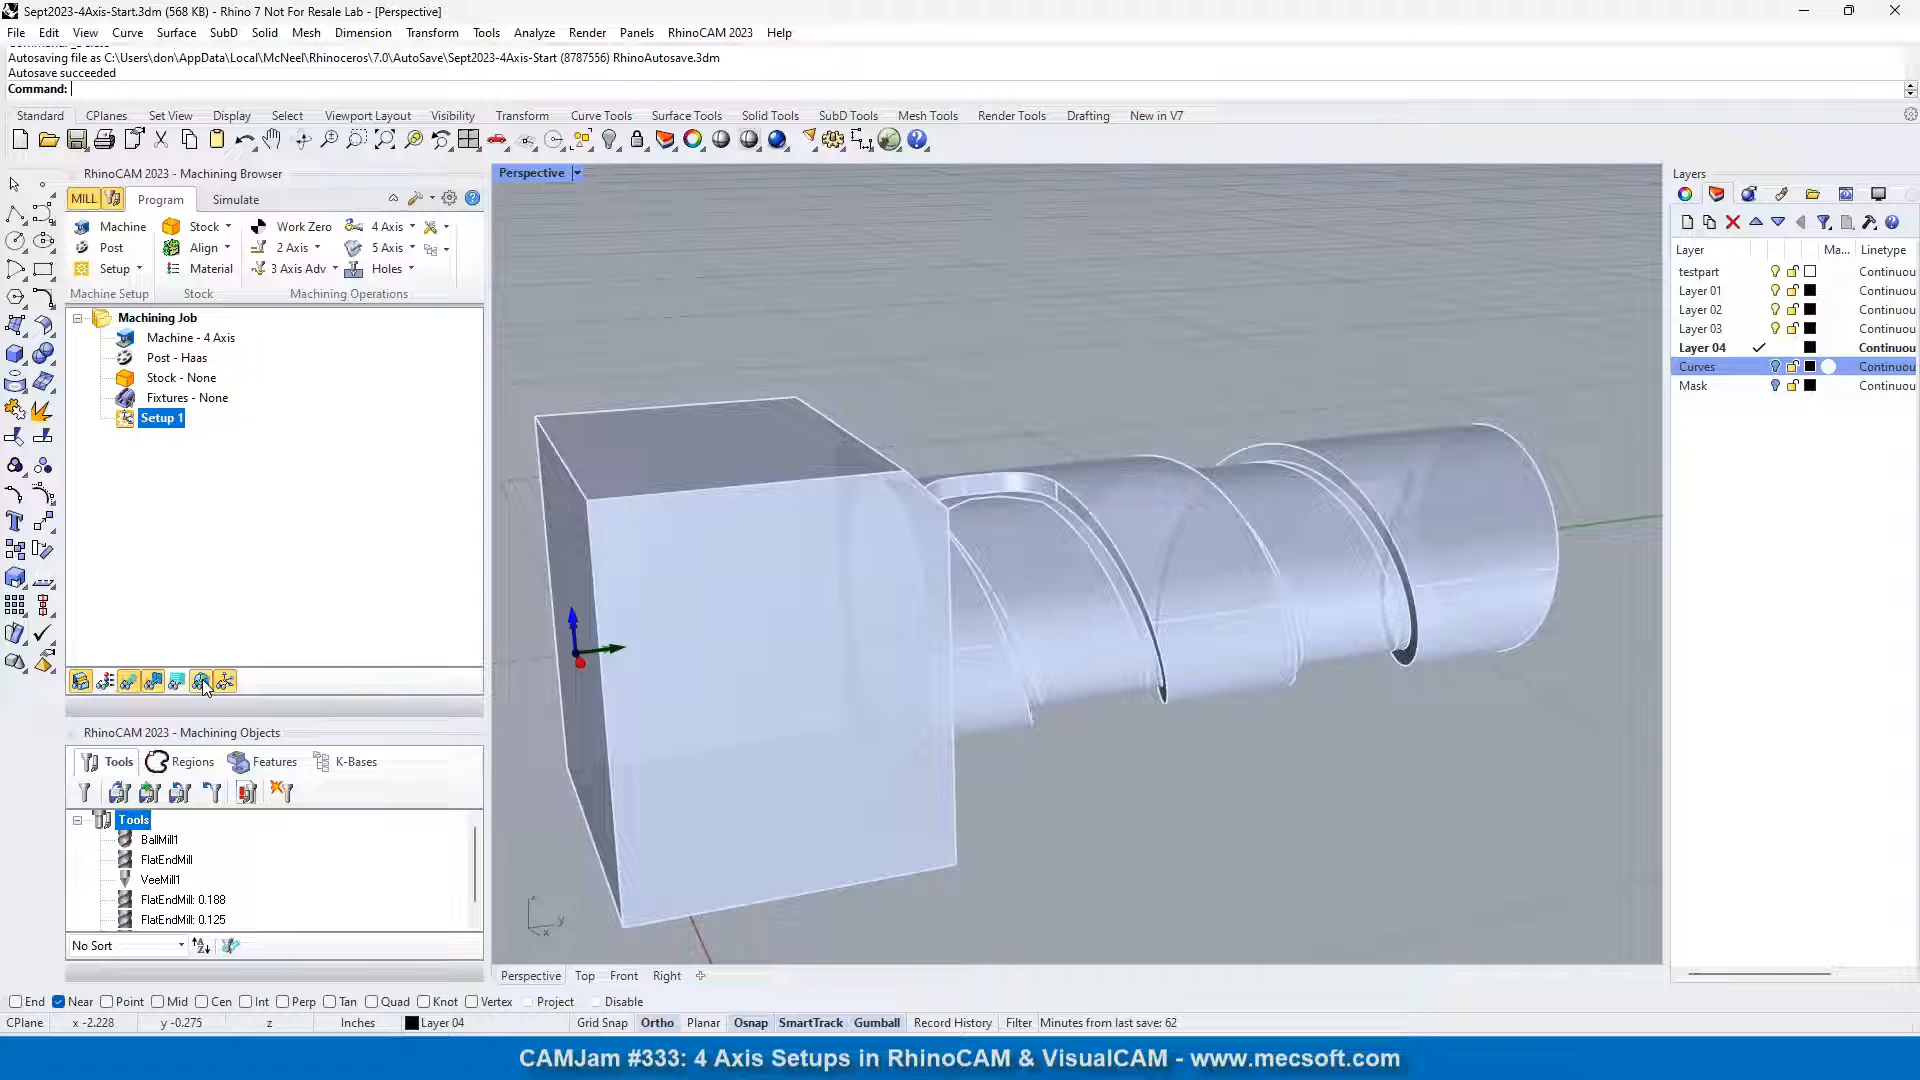 Sept2023-4Axis-Start.3dm (568 KB) - Rhino 7 Not For Resale Lab - [Perspective]
File Edit View Curve Surface SubD Solid Mesh Dimension Transform Tools Analyze Render Panels RhinoCAM 2023 Help
Autosaving file as C:\Users\don\AppData\Local\McNeel\Rhinoceros\7.0\AutoSave\Sept2023-4Axis-Start (8787556) RhinoAutosave.3dm
Autosave succeeded
Command:
Standard CPlanes Set View Display Select Viewport Layout Visibility Transform Curve Tools Surface Tools Solid Tools SubD Tools Mesh Tools Render Tools Drafting New in V7
RhinoCAM 2023 - Machining Browser
MILL Program Simulate
Machine Stock Work Zero 4 Axis
Post Align 2 Axis 5 Axis
Setup Material 3 Axis Adv Holes
Machine Setup Stock Machining Operations
Machining Job
Machine - 4 Axis
Post - Haas
Stock - None
Fixtures - None
Setup 1
RhinoCAM 2023 - Machining Objects
Tools Regions Features K-Bases
Tools
BallMill1
FlatEndMill
VeeMill1
FlatEndMill: 0.188
FlatEndMill: 0.125
No Sort
Perspective
x y
Perspective Top Front Right
Layers
Layer Ma... Linetype
testpart Continuou
Layer 01 Continuou
Layer 02 Continuou
Layer 03 Continuou
Layer 04 Continuou
Curves Continuou
Mask Continuou
End Near Point Mid Cen Int Perp Tan Quad Knot Vertex Project Disable
CPlane x -2.228 y -0.275 z Inches Layer 04 Grid Snap Ortho Planar Osnap SmartTrack Gumball Record History Filter Minutes from last save: 62
CAMJam #333: 4 Axis Setups in RhinoCAM & VisualCAM - www.mecsoft.com